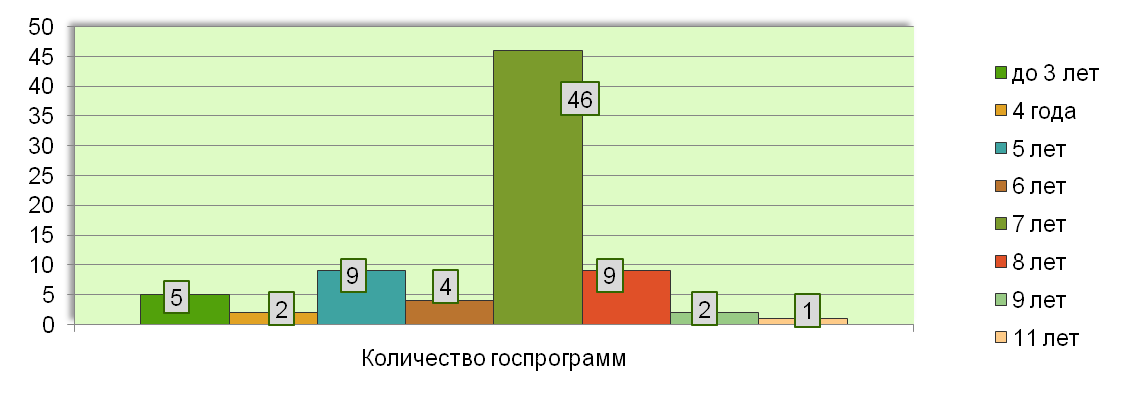 50
45
40
35
30
25
20
15
10
5
0
5
2
9
4
46
9
2
1
Количество госпрограмм
до 3 лет
4 года
5 лет
6 лет
7 лет
8 лет
9 лет
11 лет